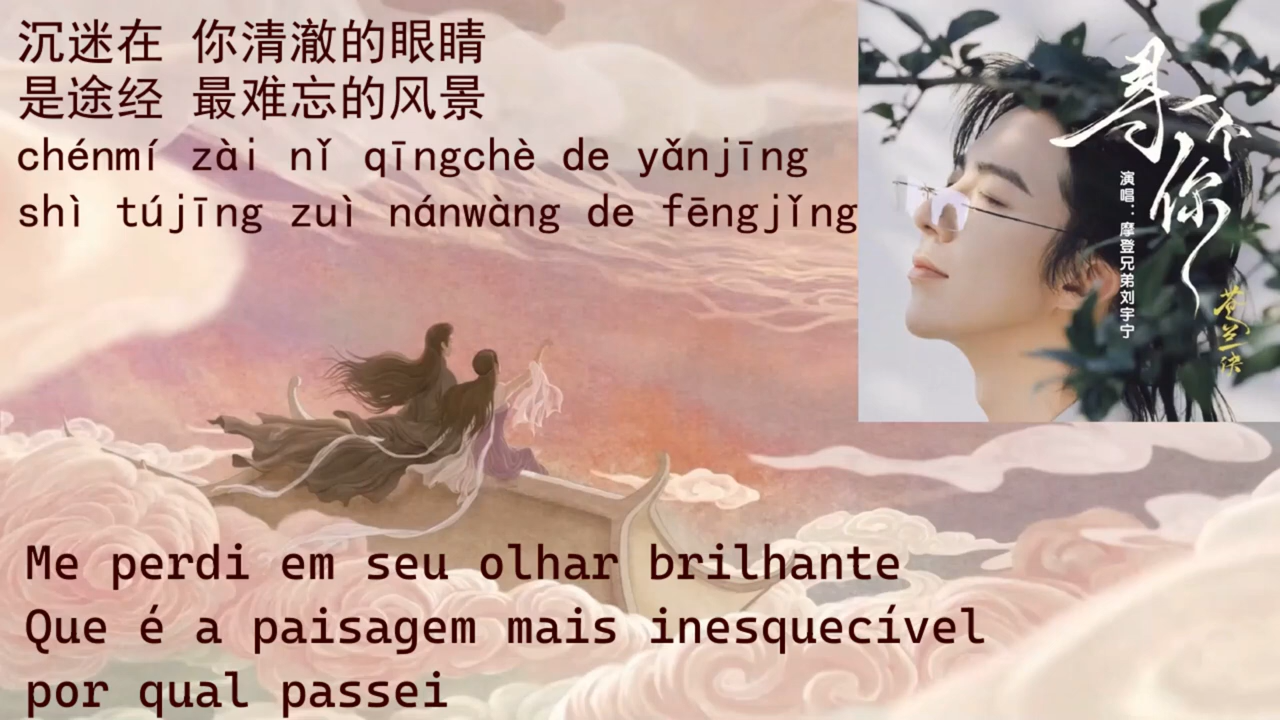 沉迷在 你清澈的眼睛
是途经 最难忘的风景
chénmí zài nǐ qīngchè de yǎnjīng
shì tújīng zuì nánwàng de fēngjǐng
寻一个你
演唱：摩登兄弟刘宇宁
苍兰诀
Me perdi em seu olhar brilhante
Que é a paisagem mais inesquecível
por qual passei